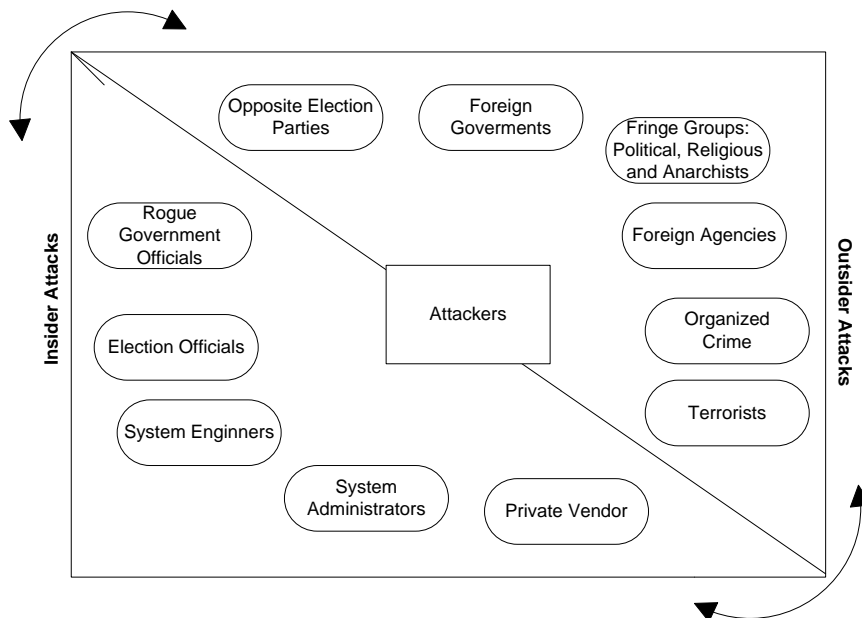 Opposite Election
Parties
Foreign
Goverments
Fringe Groups:
Political, Religious
and Anarchists
Rogue
Government
Officials
Foreign Agencies
Insider Attacks
Attackers
Outsider Attacks
Organized
Crime
Election Officials
Terrorists
System Enginners
System
Administrators
Private Vendor